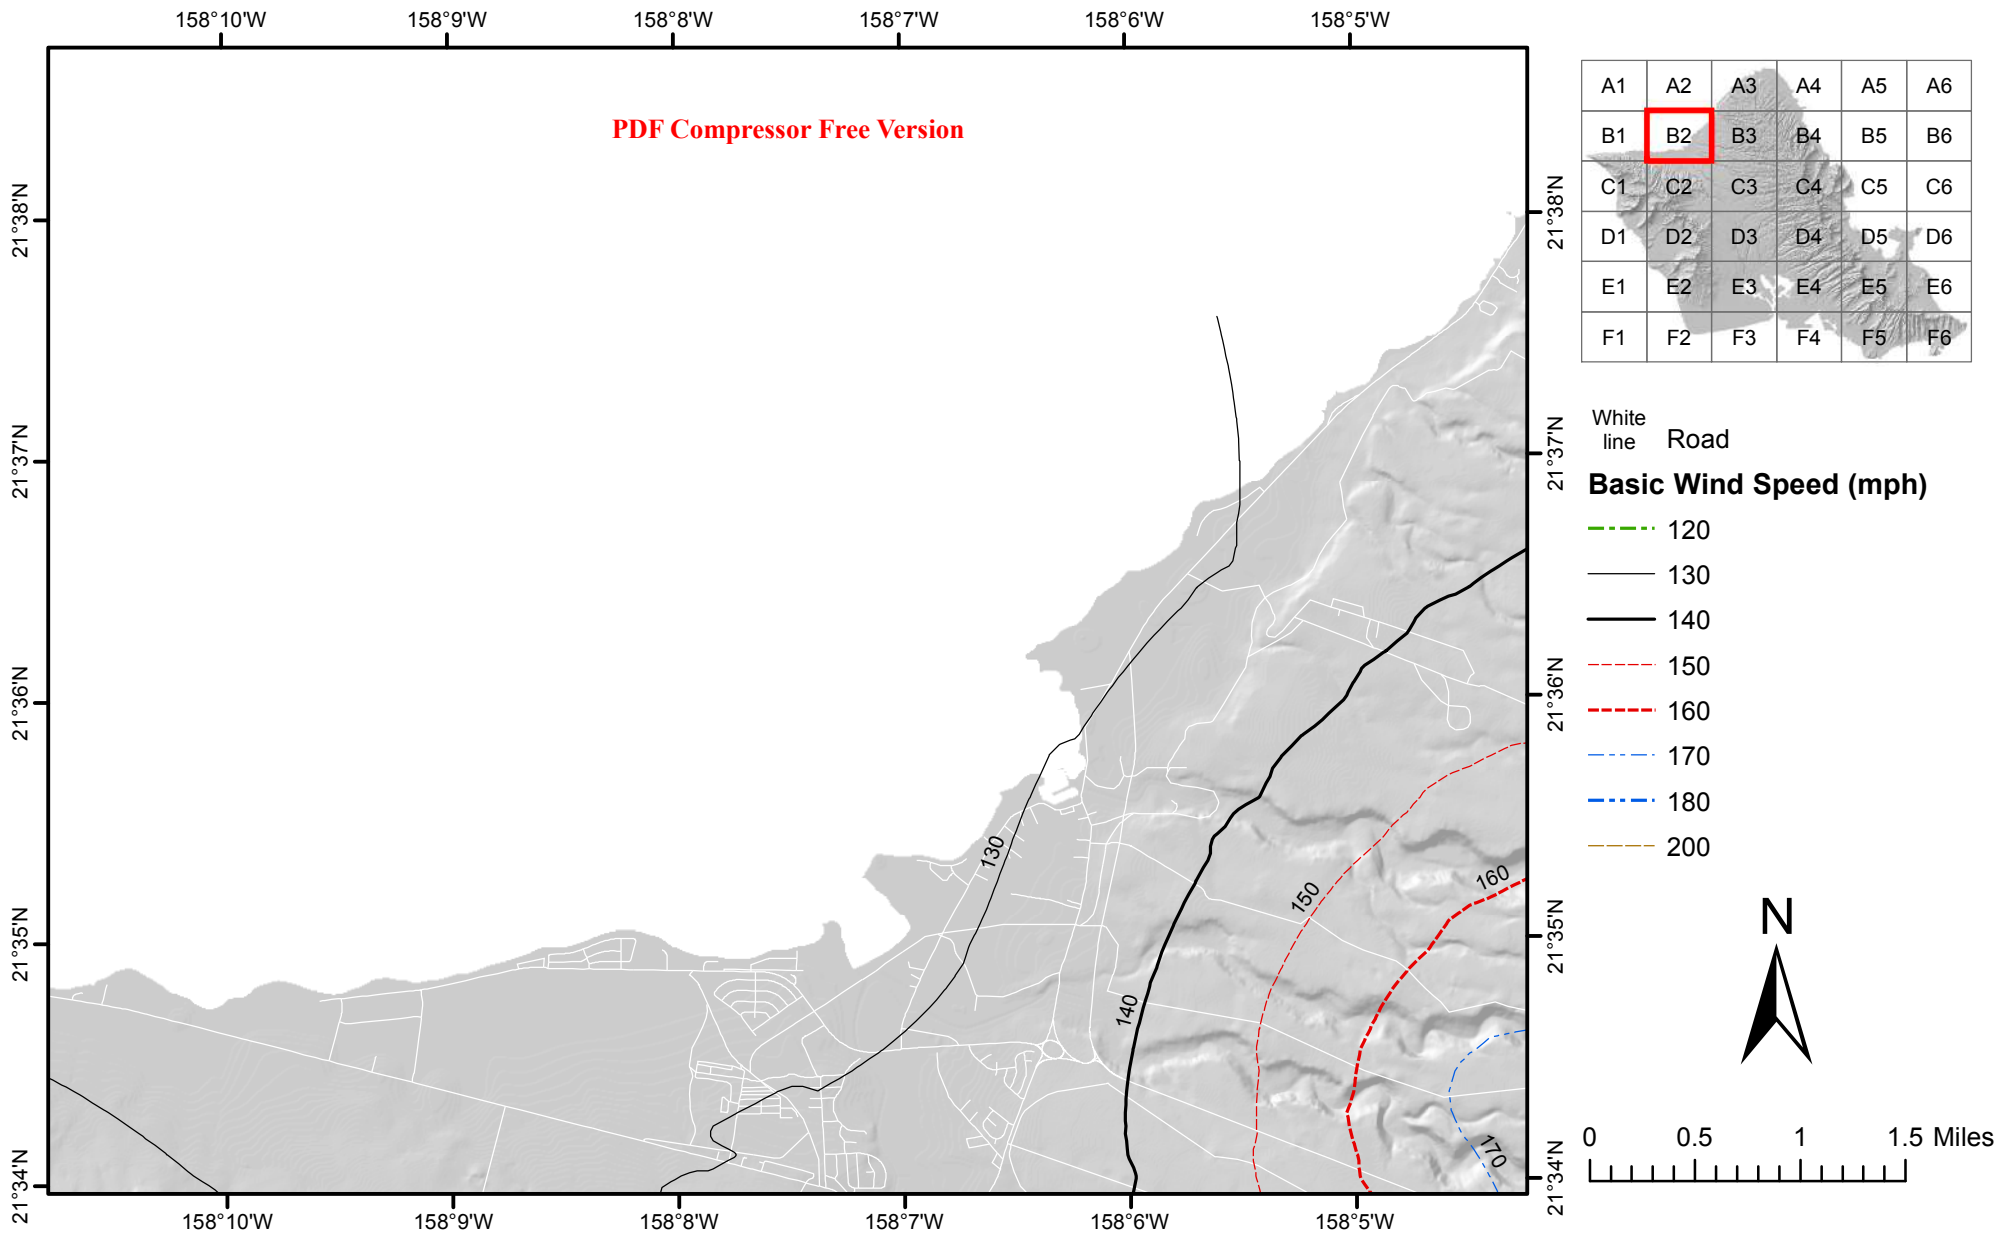 158°10'W 158°9'W 158°8'W 158°7'W 158°6'W 158°5'W
PDF Compressor Free Version
21°38'N
21°37'N
21°36'N
21°35'N
21°34'N
130
140
150
160
170
21°38'N
21°37'N
21°36'N
21°35'N
21°34'N
158°10'W 158°9'W 158°8'W 158°7'W 158°6'W 158°5'W
A1 A2 A3 A4 A5 A6
B1 B2 B3 B4 B5 B6
C1 C2 C3 C4 C5 C6
D1 D2 D3 D4 D5 D6
E1 E2 E3 E4 E5 E6
F1 F2 F3 F4 F5 F6
White
line Road
Basic Wind Speed (mph)
120
130
140
150
160
170
180
200
N
0 0.5 1 1.5 Miles